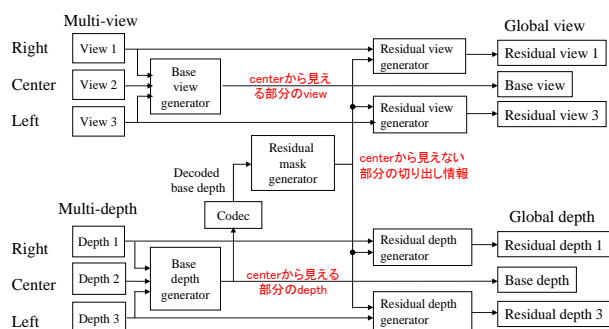 Multi-view
Global view
Right
View 1
Residual view
generator
Residual view 1
Center
View 2
Base
view
generator
centerから見え
る部分のview
Base view
Left
View 3
Residual view
generator
Residual view 3
Decoded
base depth
Residual
mask
generator
centerから見えない
部分の切り出し情報
Multi-depth
Codec
Global depth
Right
Depth 1
Residual depth
generator
Residual depth 1
Center
Depth 2
Base
depth
generator
centerから見える
部分のdepth
Base depth
Left
Depth 3
Residual depth
generator
Residual depth 3